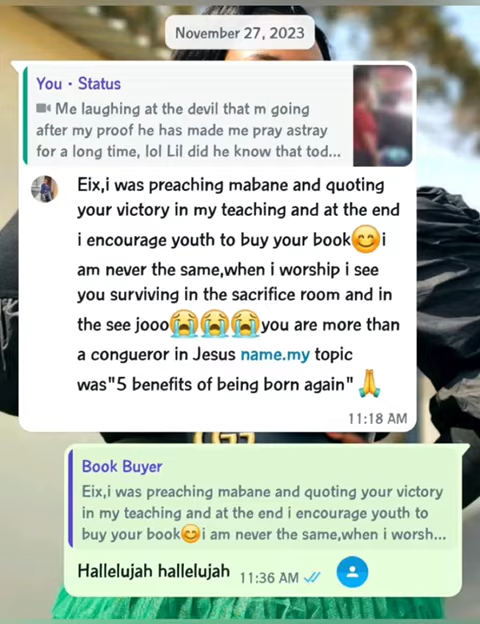 November 27, 2023
You · Status
Me laughing at the devil that m going
after my proof he has made me pray astray
for a long time, lol Lil did he know that tod...
Eix,i was preaching mabane and quoting
your victory in my teaching and at the end
i encourage youth to buy your book😊i
am never the same,when i worship i see
you surviving in the sacrifice room and in
the see jooo😭😭😭you are more than
a congueror in Jesus name.my topic
was"5 benefits of being born again"🙏
11:18 AM
Book Buyer
Eix,i was preaching mabane and quoting your victory
in my teaching and at the end i encourage youth to
buy your book😊i am never the same,when i worsh...
Hallelujah hallelujah 11:36 AM